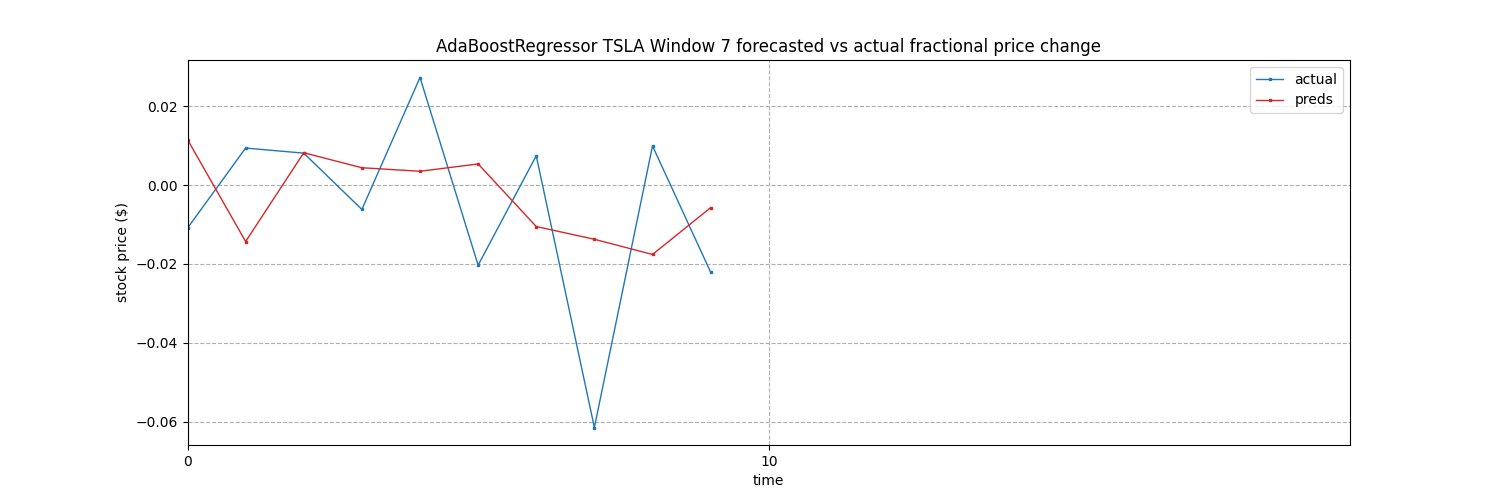 AdaBoostRegressor TSLA Window 7 forecasted vs actual fractional price change
actual
preds
0.02
0.00
−0.02
−0.04
−0.06
stock price ($)
0
10
time